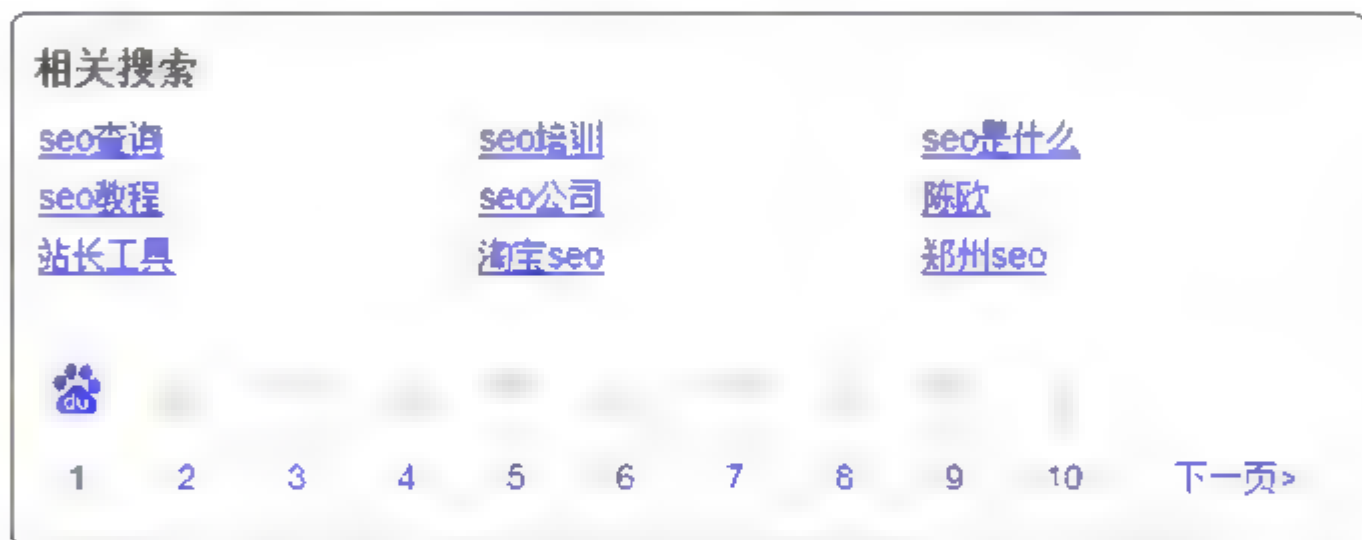 相关搜索
seo查询 seo培训 seo是什么
seo教程 seo公司 陈欧
站长工具 淘宝seo 郑州seo
du
1 2 3 4 5 6 7 8 9 10 下一页>